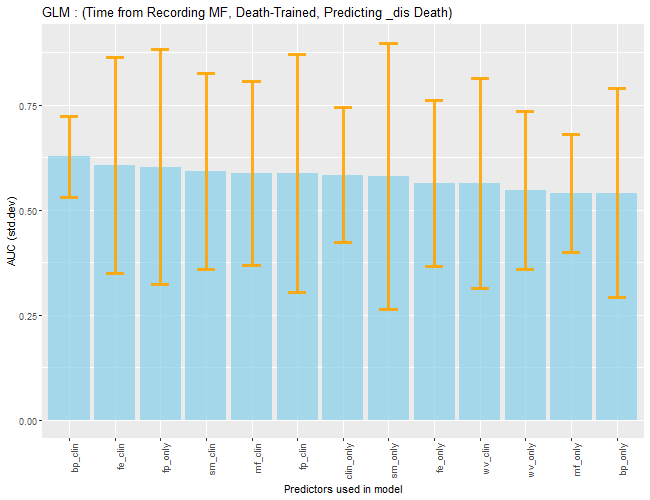 GLM : (Time from Recording MF, Death-Trained, Predicting _dis Death)
AUC (std.dev)
0.75
0.50
0.25
0.00
bp_clin
fe_clin
fp_only
sm_clin
mf_clin
fp_clin
clin_only
sm_only
fe_only
wv_clin
wv_only
mf_only
bp_only
Predictors used in model